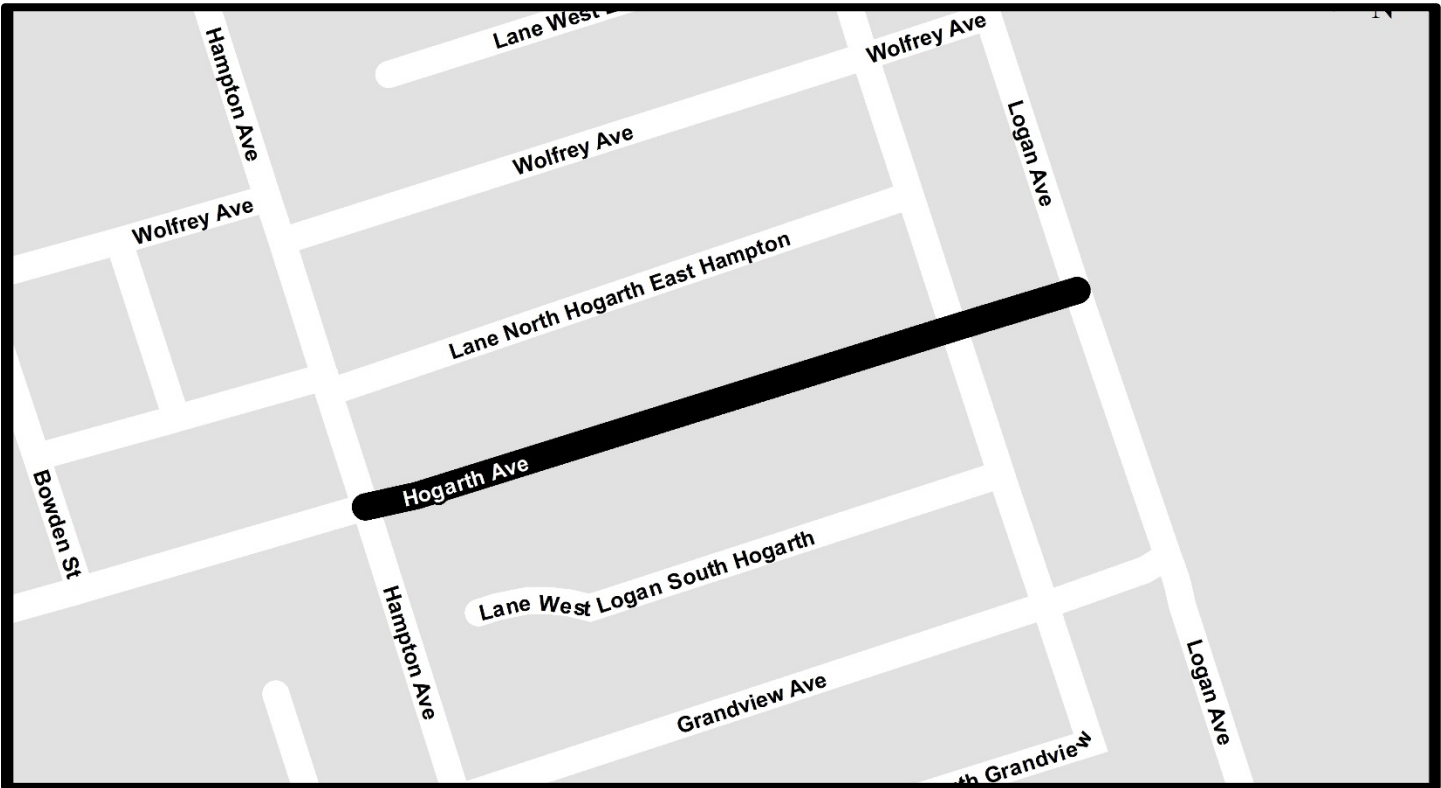 Lane West
N
Wolfrey Ave
Hampton Ave
Logan Ave
Wolfrey Ave
Wolfrey Ave
Lane North Hogarth East Hampton
Hogarth Ave
Bowden St
Lane West Logan South Hogarth
Hampton Ave
Logan Ave
Grandview Ave
Grandview